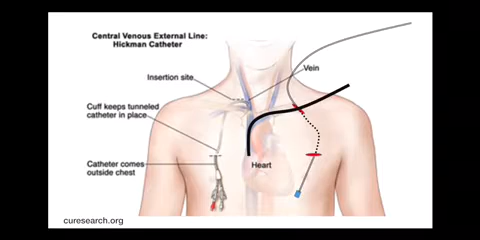 Central Venous External Line:
Hickman Catheter
Vein
Insertion site
Cuff keeps tunneled
catheter in place
Catheter comes
outside chest
Heart
curesearch.org